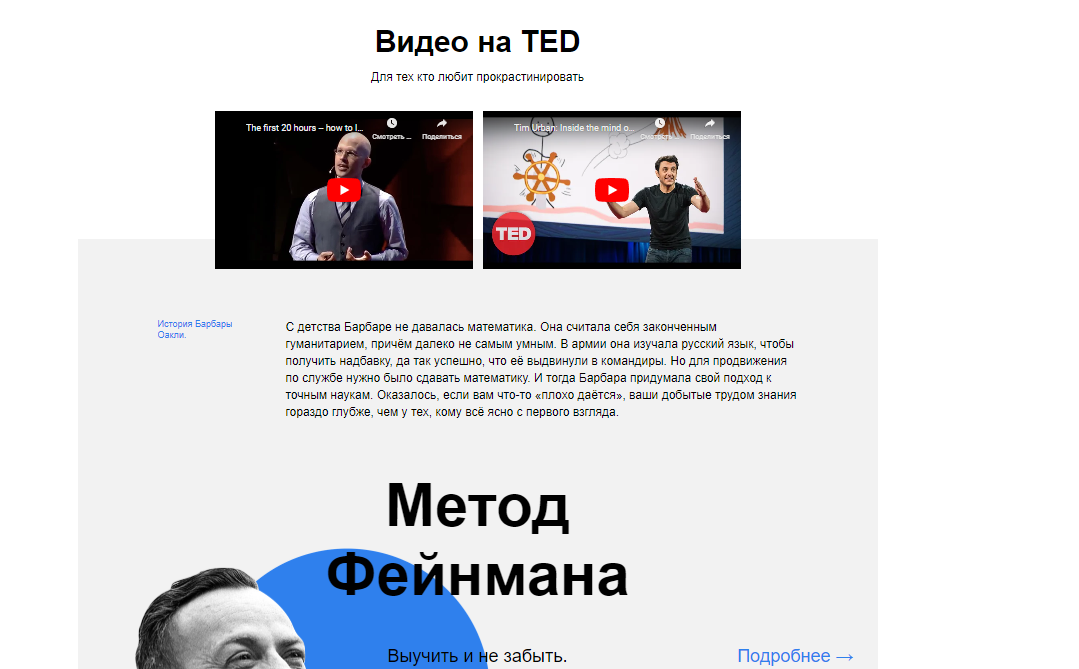 Видео на TED
Для тех кто любит прокрастинировать
The first 20 hours – how to l...
Смотреть ...
Поделиться
Tim Urban: Inside the mind o...
Смотреть ...
Поделиться
TED
История Барбары
Оакли.
С детства Барбаре не давалась математика. Она считала себя законченным
гуманитарием, причём далеко не самым умным. В армии она изучала русский язык, чтобы
получить надбавку, да так успешно, что её выдвинули в командиры. Но для продвижения
по службе нужно было сдавать математику. И тогда Барбара придумала свой подход к
точным наукам. Оказалось, если вам что-то «плохо даётся», ваши добытые трудом знания
гораздо глубже, чем у тех, кому всё ясно с первого взгляда.
Метод
Фейнмана
Выучить и не забыть.
Подробнее →